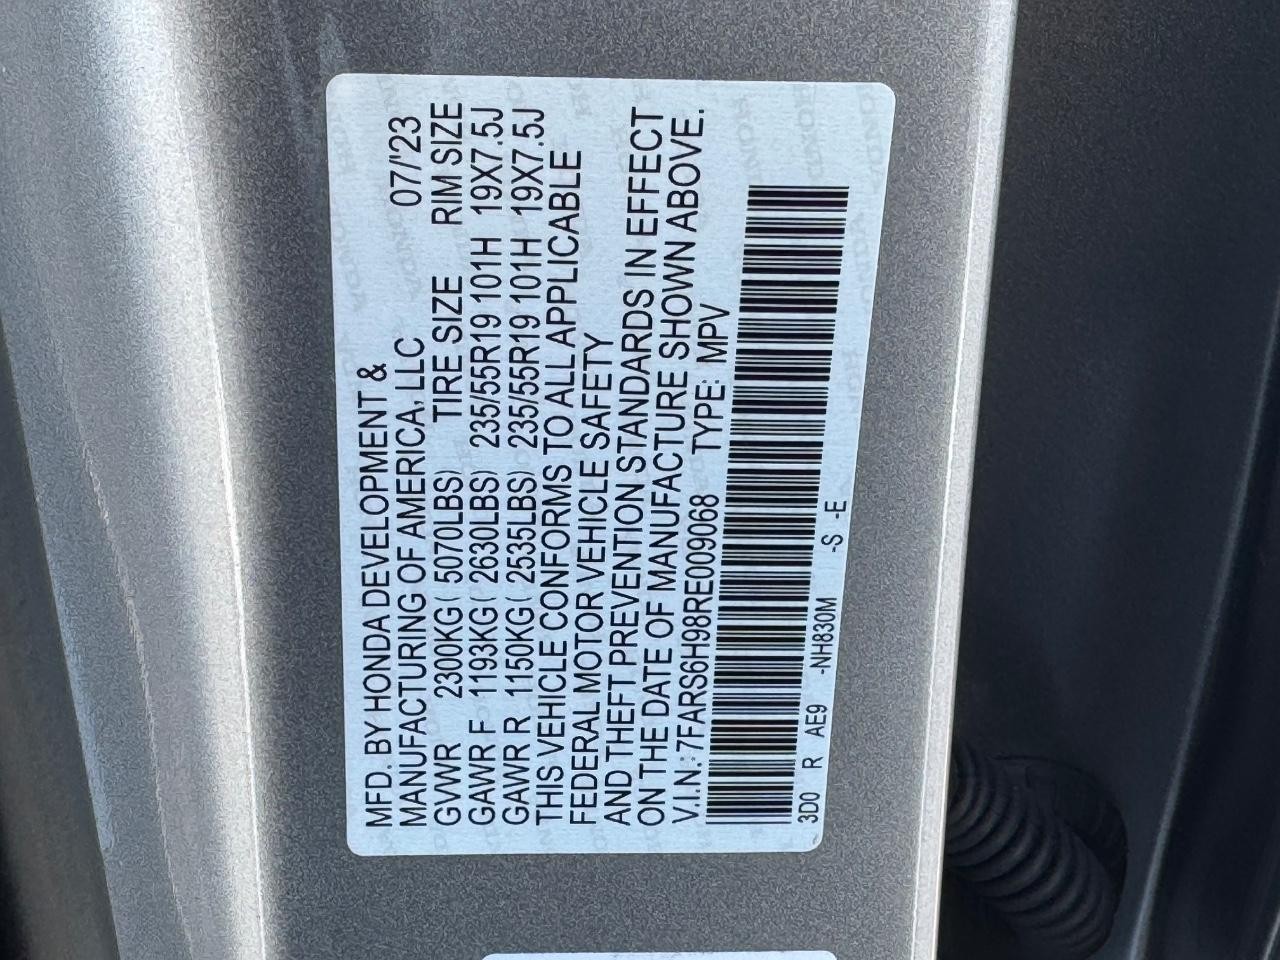 MFD. BY HONDA DEVELOPMENT &
MANUFACTURING OF AMERICA, LLC 07/'23
GVWR 2300KG ( 5070LBS) TIRE SIZE RIM SIZE
GAWR F 1193KG ( 2630LBS) 235/55R19 101H 19X7.5J
GAWR R 1150KG ( 2535LBS) 235/55R19 101H 19X7.5J
THIS VEHICLE CONFORMS TO ALL APPLICABLE
FEDERAL MOTOR VEHICLE SAFETY
AND THEFT PREVENTION STANDARDS IN EFFECT
ON THE DATE OF MANUFACTURE SHOWN ABOVE.
V.I.N.: 7FARS6H98RE009068 TYPE: MPV
3D0 R AE9 -NH830M -S -E